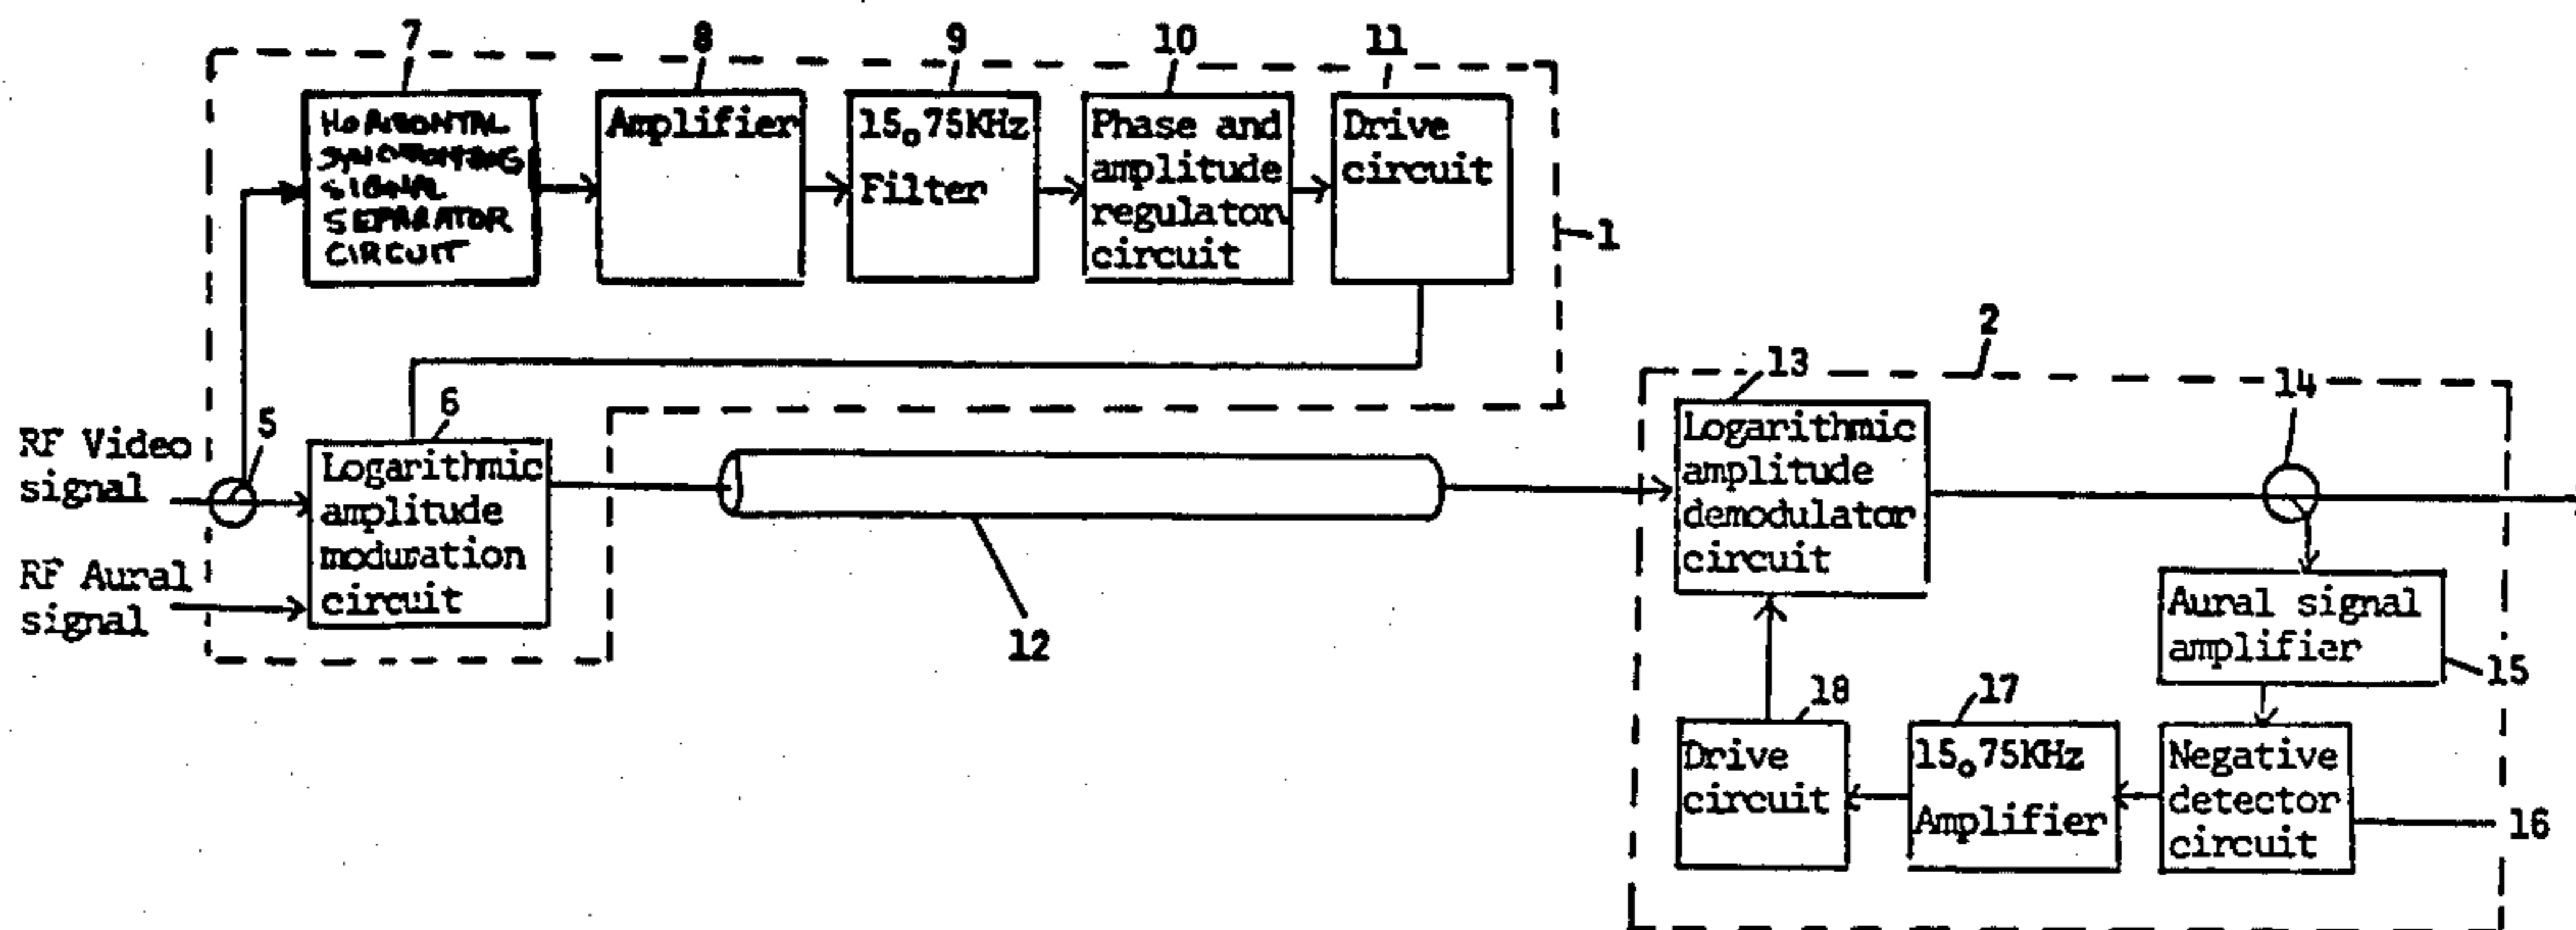 7
8
9
10
11
HORISONTAL
SIGNAL
SEPARATOR
CIRCUIT
Amplifier
15.75KHz
Filter
Phase and
amplitude
regulator
circuit
Drive
circuit
1
RF Video
signal
5
6
Logarithmic
amplitude
moduration
circuit
RF Aural
signal
12
2
13
Logarithmic
amplitude
demodulator
circuit
14
Aural signal
amplifier
15
18
Drive
circuit
17
15.75KHz
Amplifier
Negative
detector
circuit
16